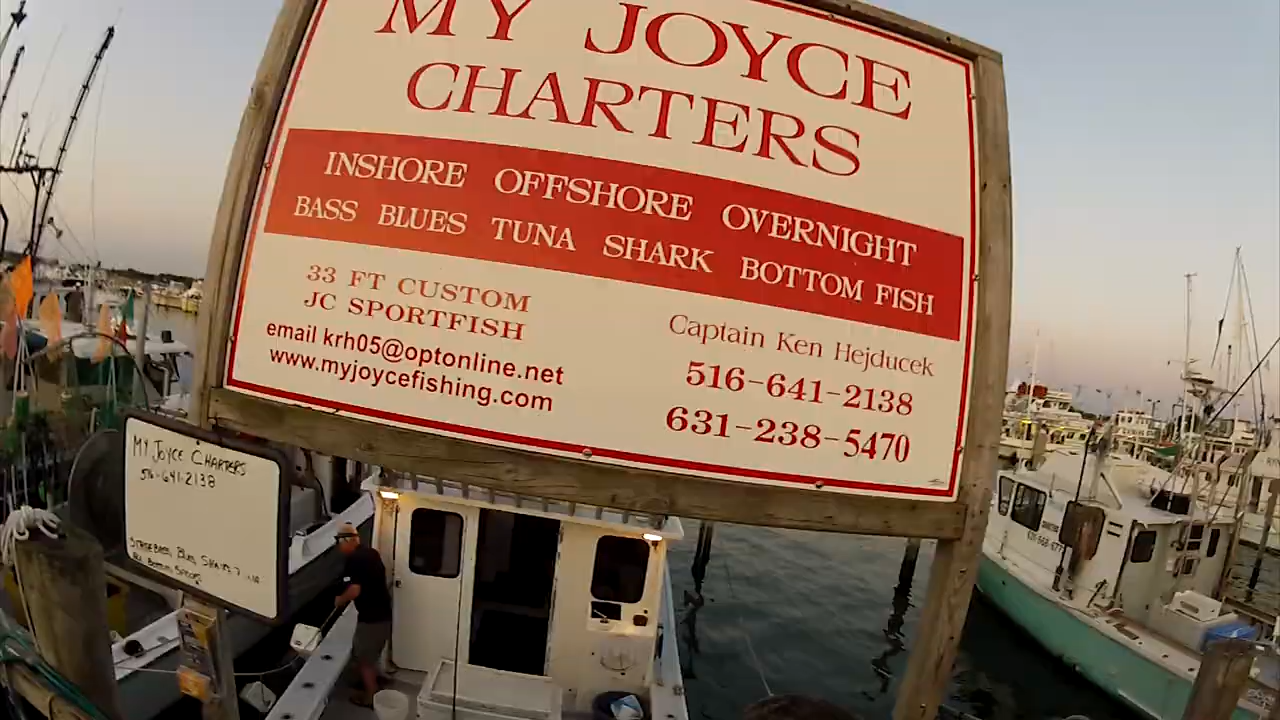 MY JOYCE
CHARTERS
INSHORE OFFSHORE OVERNIGHT
BASS BLUES TUNA SHARK BOTTOM FISH
33 FT CUSTOM
JC SPORTFISH
email krh05@optonline.net
www.myjoycefishing.com
Captain Ken Hejducek
516-641-2138
631-238-5470
MY JOYCE CHARTERS
516-641-2138